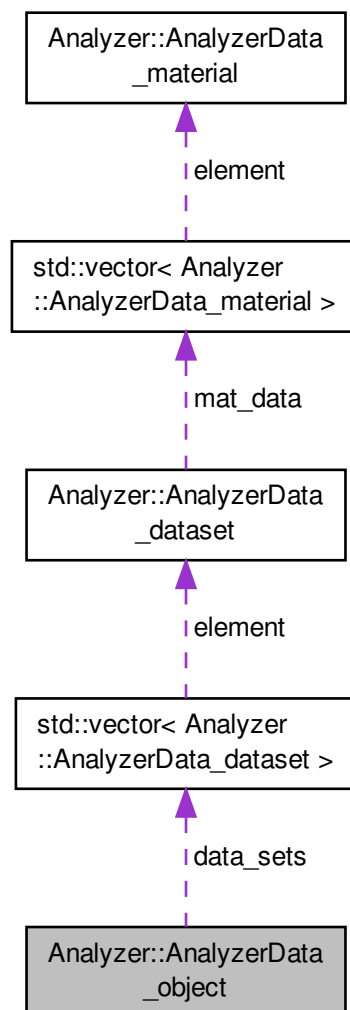 Analyzer::AnalyzerData
_material
element
std::vector< Analyzer
::AnalyzerData_material >
mat_data
Analyzer::AnalyzerData
_dataset
element
std::vector< Analyzer
::AnalyzerData_dataset >
data_sets
Analyzer::AnalyzerData
_object